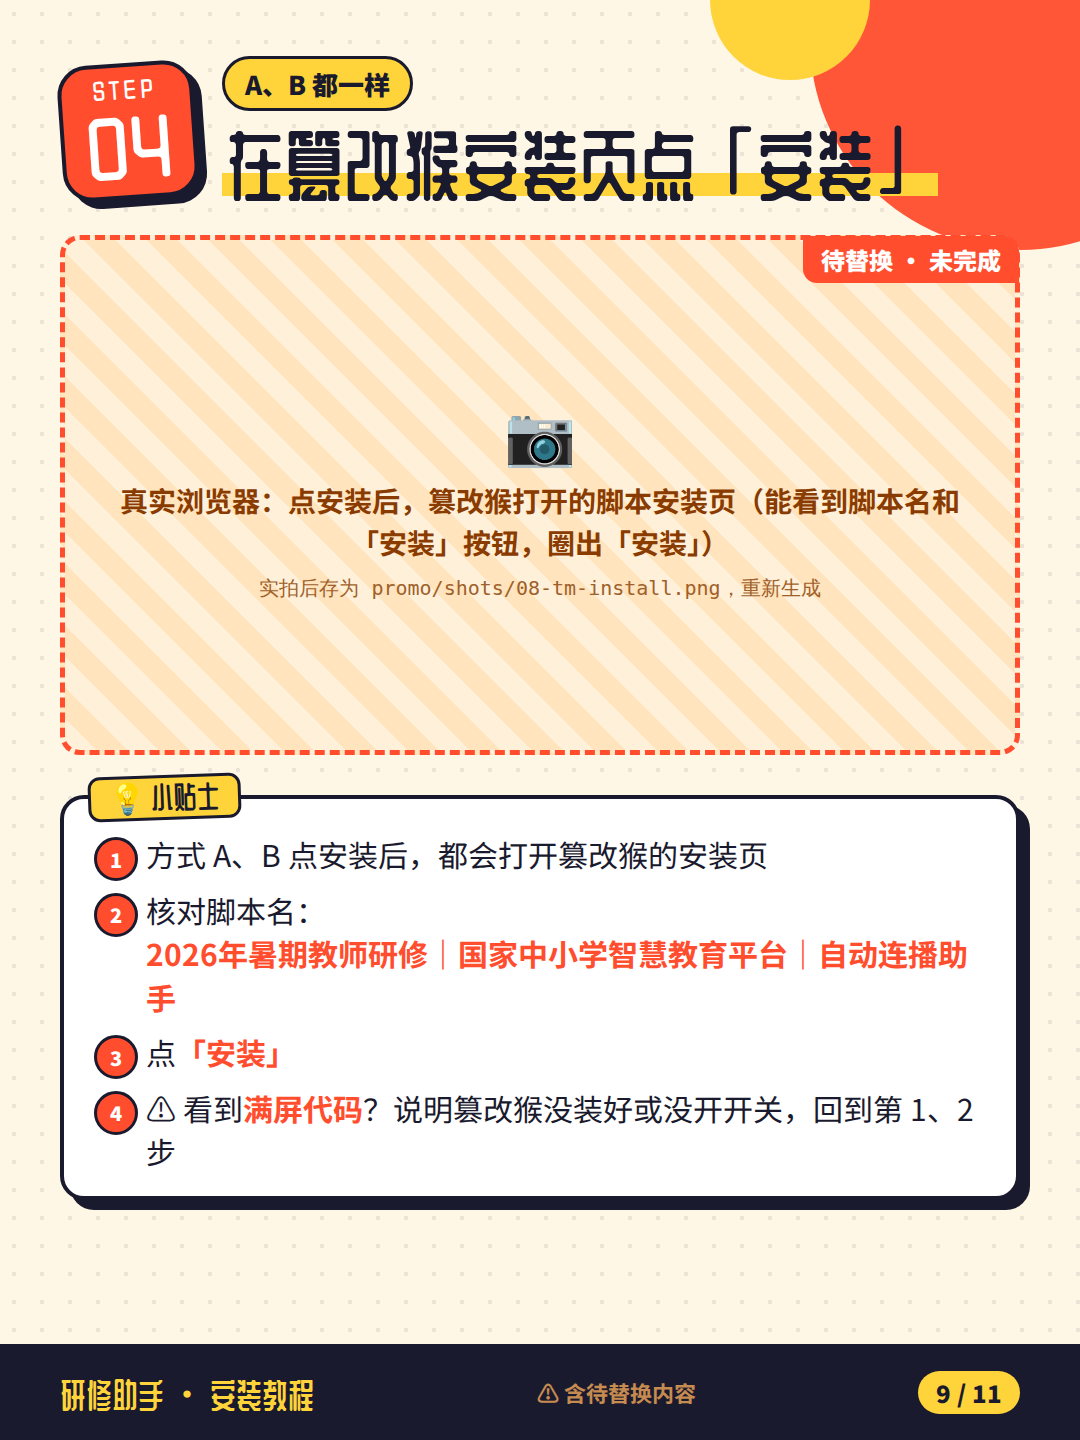 STEP
04
A、B 都一样
在篡改猴安装页点「安装」
待替换 · 未完成
真实浏览器：点安装后，篡改猴打开的脚本安装页（能看到脚本名和
「安装」按钮，圈出「安装」）
实拍后存为 promo/shots/08-tm-install.png，重新生成
💡 小贴士
1 方式 A、B 点安装后，都会打开篡改猴的安装页
2 核对脚本名：
2026年暑期教师研修｜国家中小学智慧教育平台｜自动连播助
手
3 点「安装」
4 ⚠ 看到满屏代码？说明篡改猴没装好或没开开关，回到第 1、2
步
研修助手 · 安装教程
⚠ 含待替换内容
9 / 11